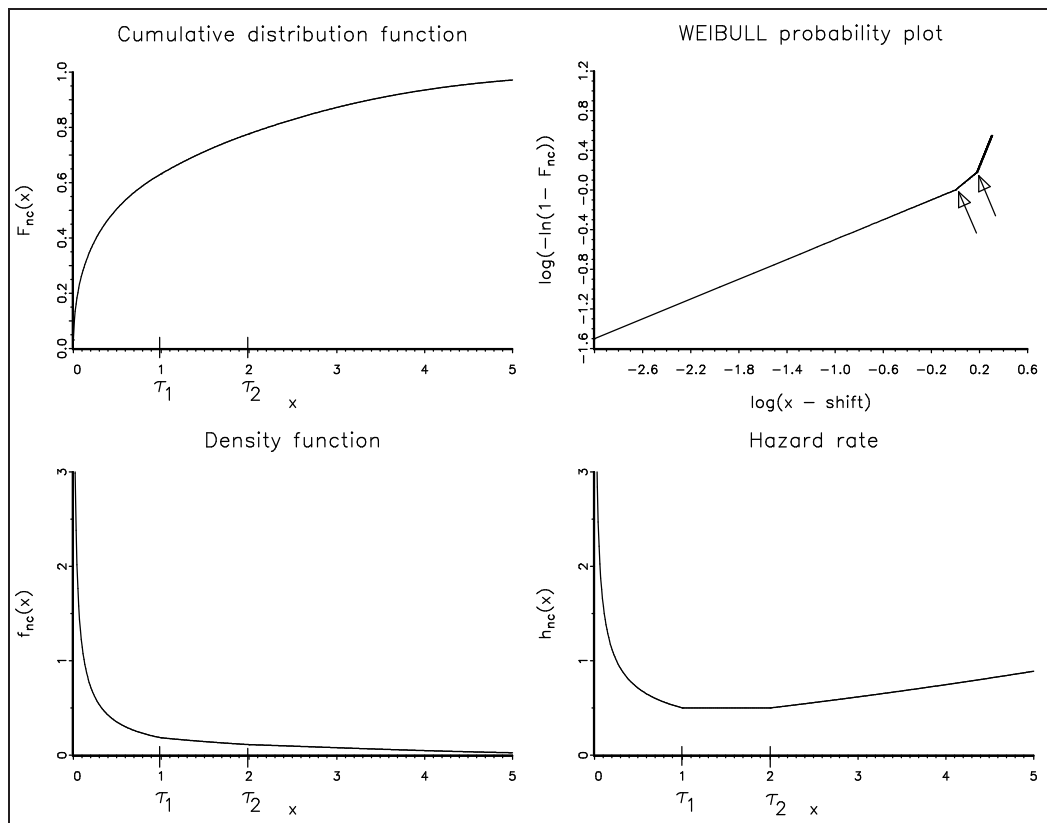 Cumulative distribution function
F_nc(x)
1.0
0.8
0.6
0.4
0.2
0.0
0 1 2 3 4 5
τ1 τ2 x
WEIBULL probability plot
log(−ln(1− F_nc))
1.2
0.8
0.4
−0.0
−0.4
−0.8
−1.2
−1.6
−2.6 −2.2 −1.8 −1.4 −1.0 −0.6 −0.2 0.2 0.6
log(x − shift)
Density function
f_nc(x)
3
2
1
0
0 1 2 3 4 5
τ1 τ2 x
Hazard rate
h_nc(x)
3
2
1
0
0 1 2 3 4 5
τ1 τ2 x